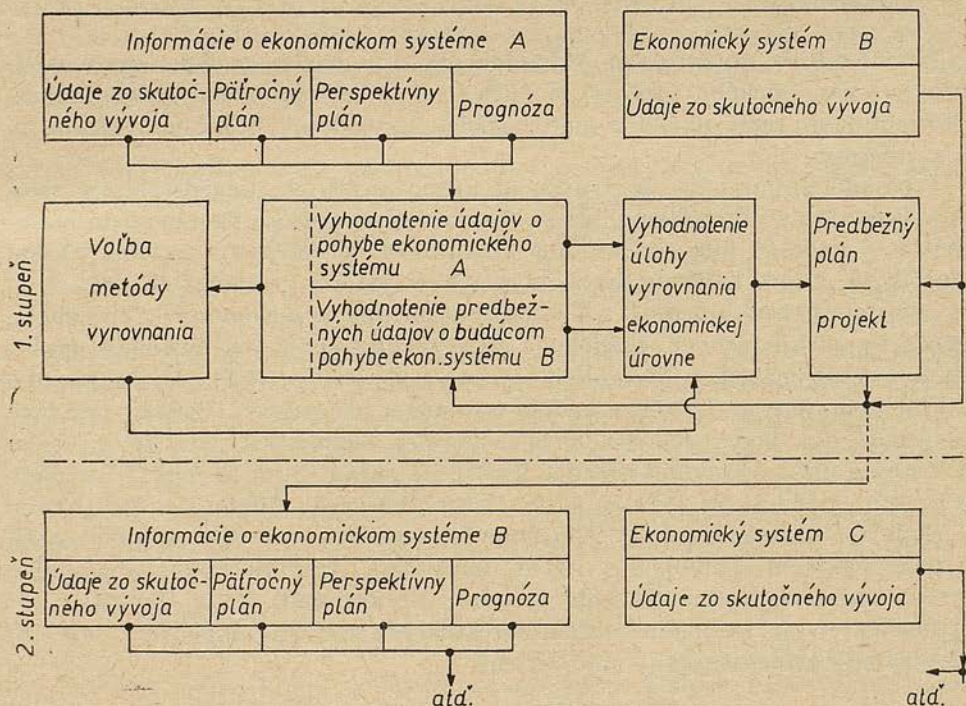 Informácie o ekonomickom systéme A
Údaje zo skutoč-
ného vývoja
Päťročný
plán
Perspektívny
plán
Prognóza
Ekonomický systém B
Údaje zo skutočného vývoja
1. stupeň
Voľba
metódy
vyrovnania
Vyhodnotenie údajov o
pohybe ekonomického
systému A
Vyhodnotenie predbež-
ných údajov o budúcom
pohybe ekon. systému B
Vyhodnotenie
úlohy
vyrovnania
ekonomickej
úrovne
Predbežný
plán
—
projekt
2. stupeň
Informácie o ekonomickom systéme B
Údaje zo skutoč-
ného vývoja
Päťročný
plán
Perspektívny
plán
Prognóza
Ekonomický systém C
Údaje zo skutočného vývoja
atď.
atď.